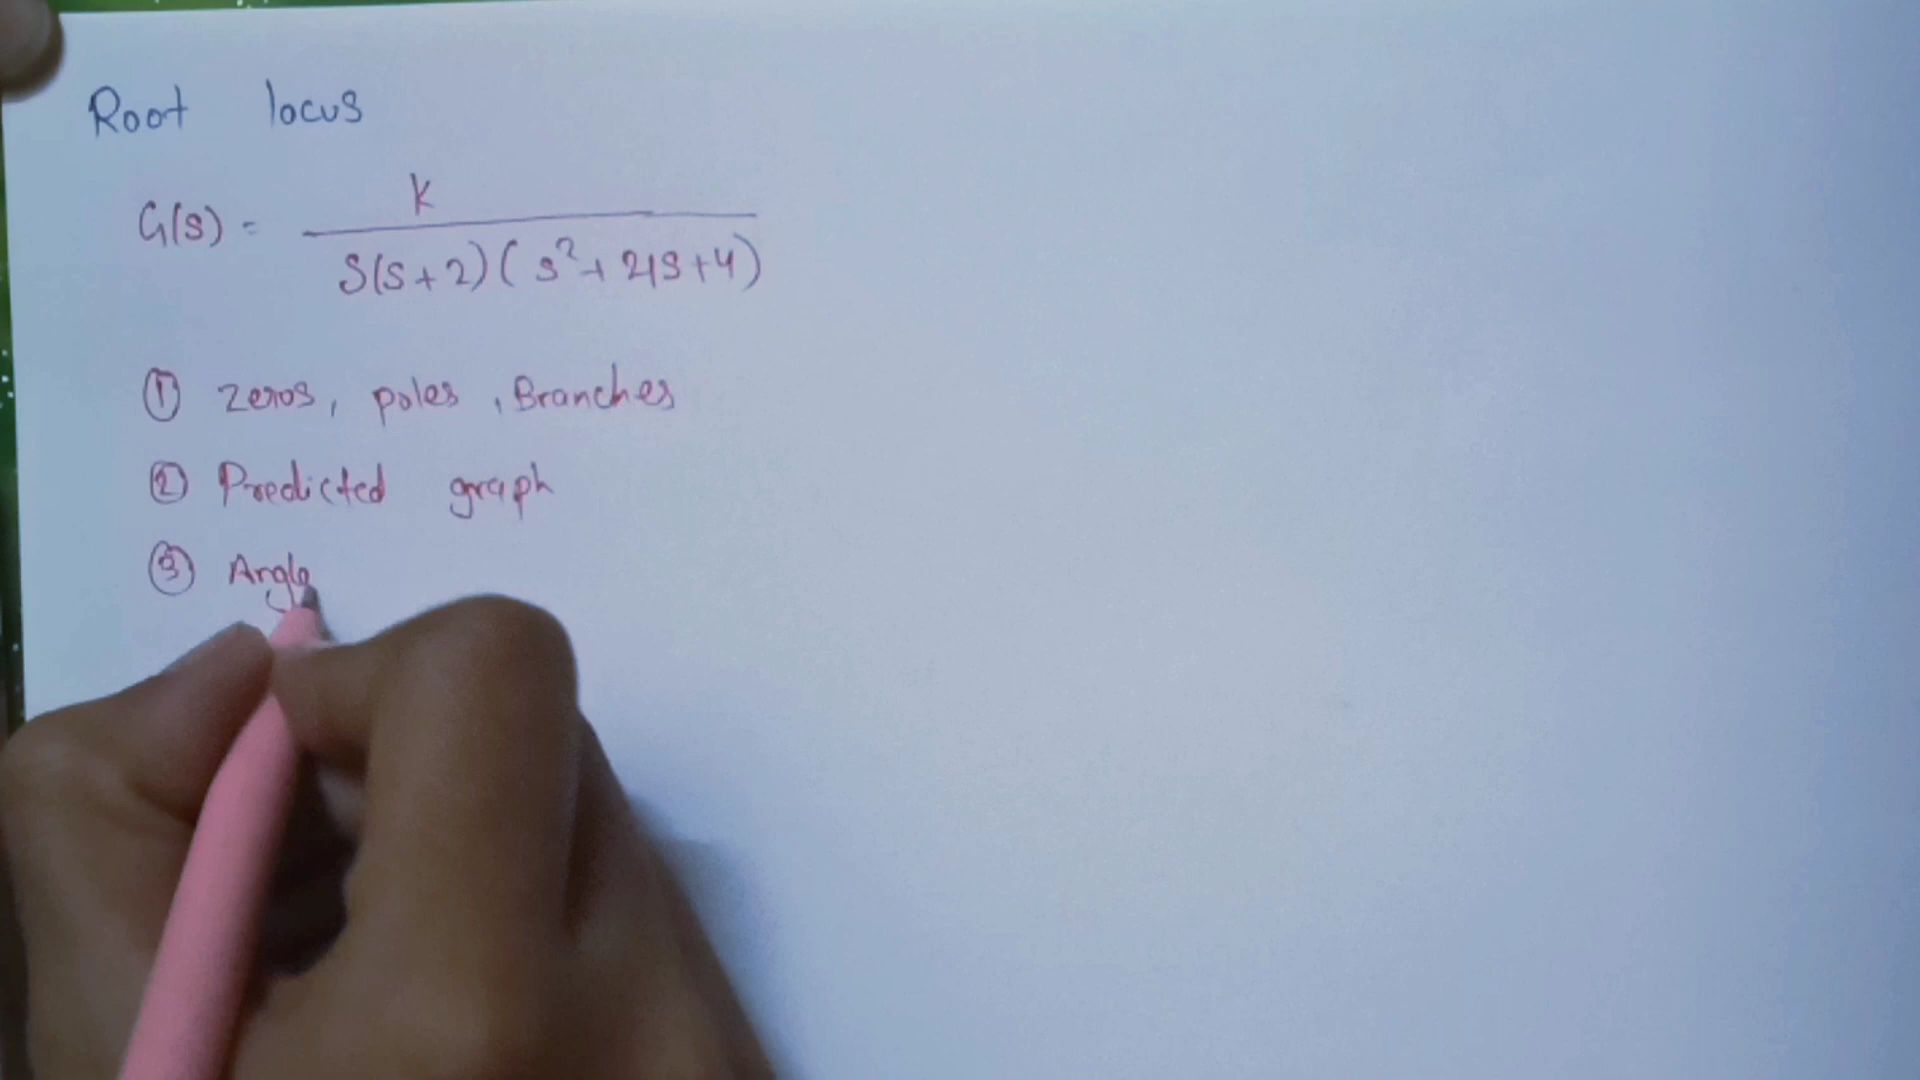 Root locus
G(s) = K
S(S+2)(s²+2s+4)
① zeros, poles, Branches
② Predicted graph
③ Angle